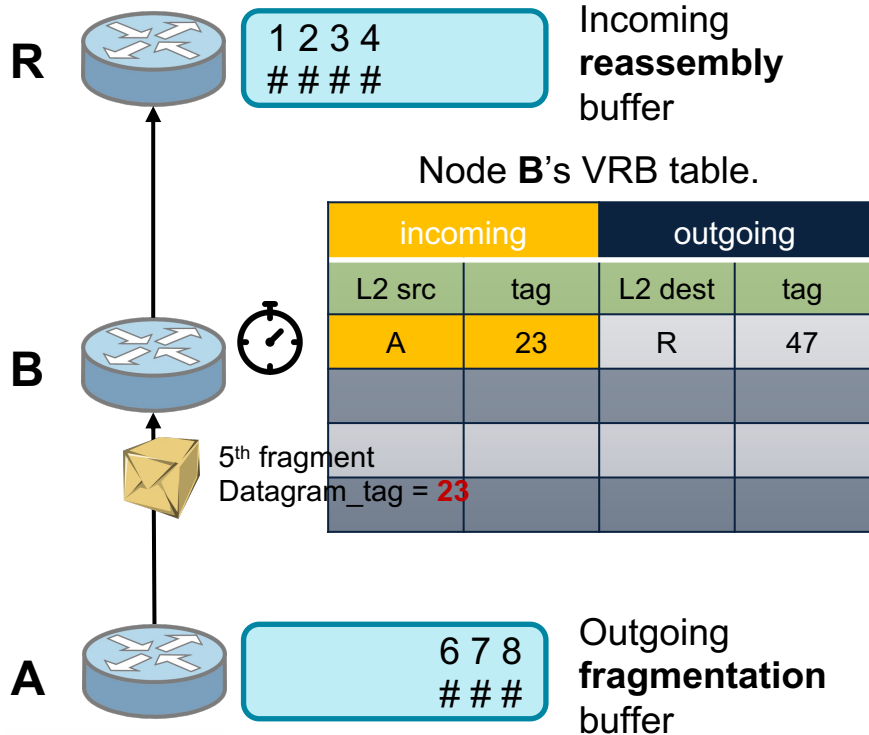 R
1 2 3 4
# # # #
Incoming
reassembly
buffer
Node B’s VRB table.
incoming outgoing
L2 src tag L2 dest tag
A 23 R 47
B
5th fragment
Datagram_tag = 23
A
6 7 8
# # #
Outgoing
fragmentation
buffer